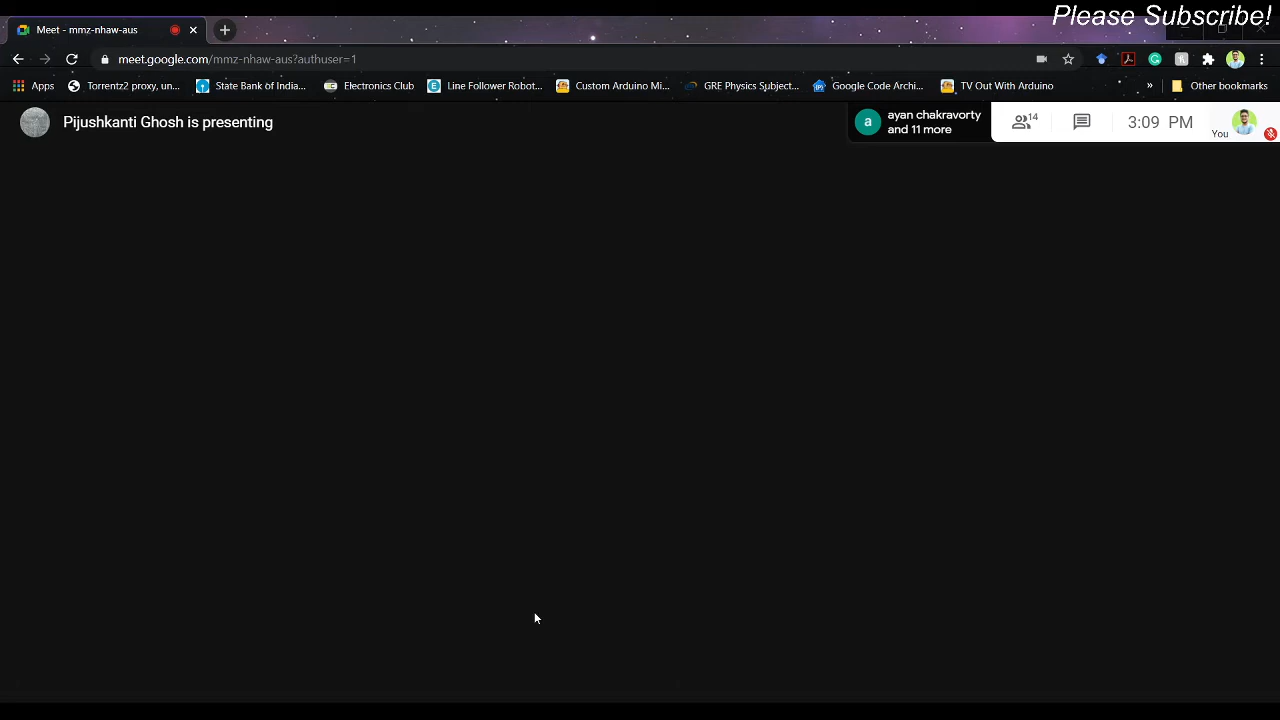 Please Subscribe!
Meet - mmz-nhaw-aus
meet.google.com/mmz-nhaw-aus?authuser=1
Apps
Torrentz2 proxy, un...
State Bank of India...
Electronics Club
Line Follower Robot...
Custom Arduino Mi...
GRE Physics Subject...
Google Code Archi...
TV Out With Arduino
»
Other bookmarks
Pijushkanti Ghosh is presenting
a
ayan chakravorty
and 11 more
14
3:09 PM
You